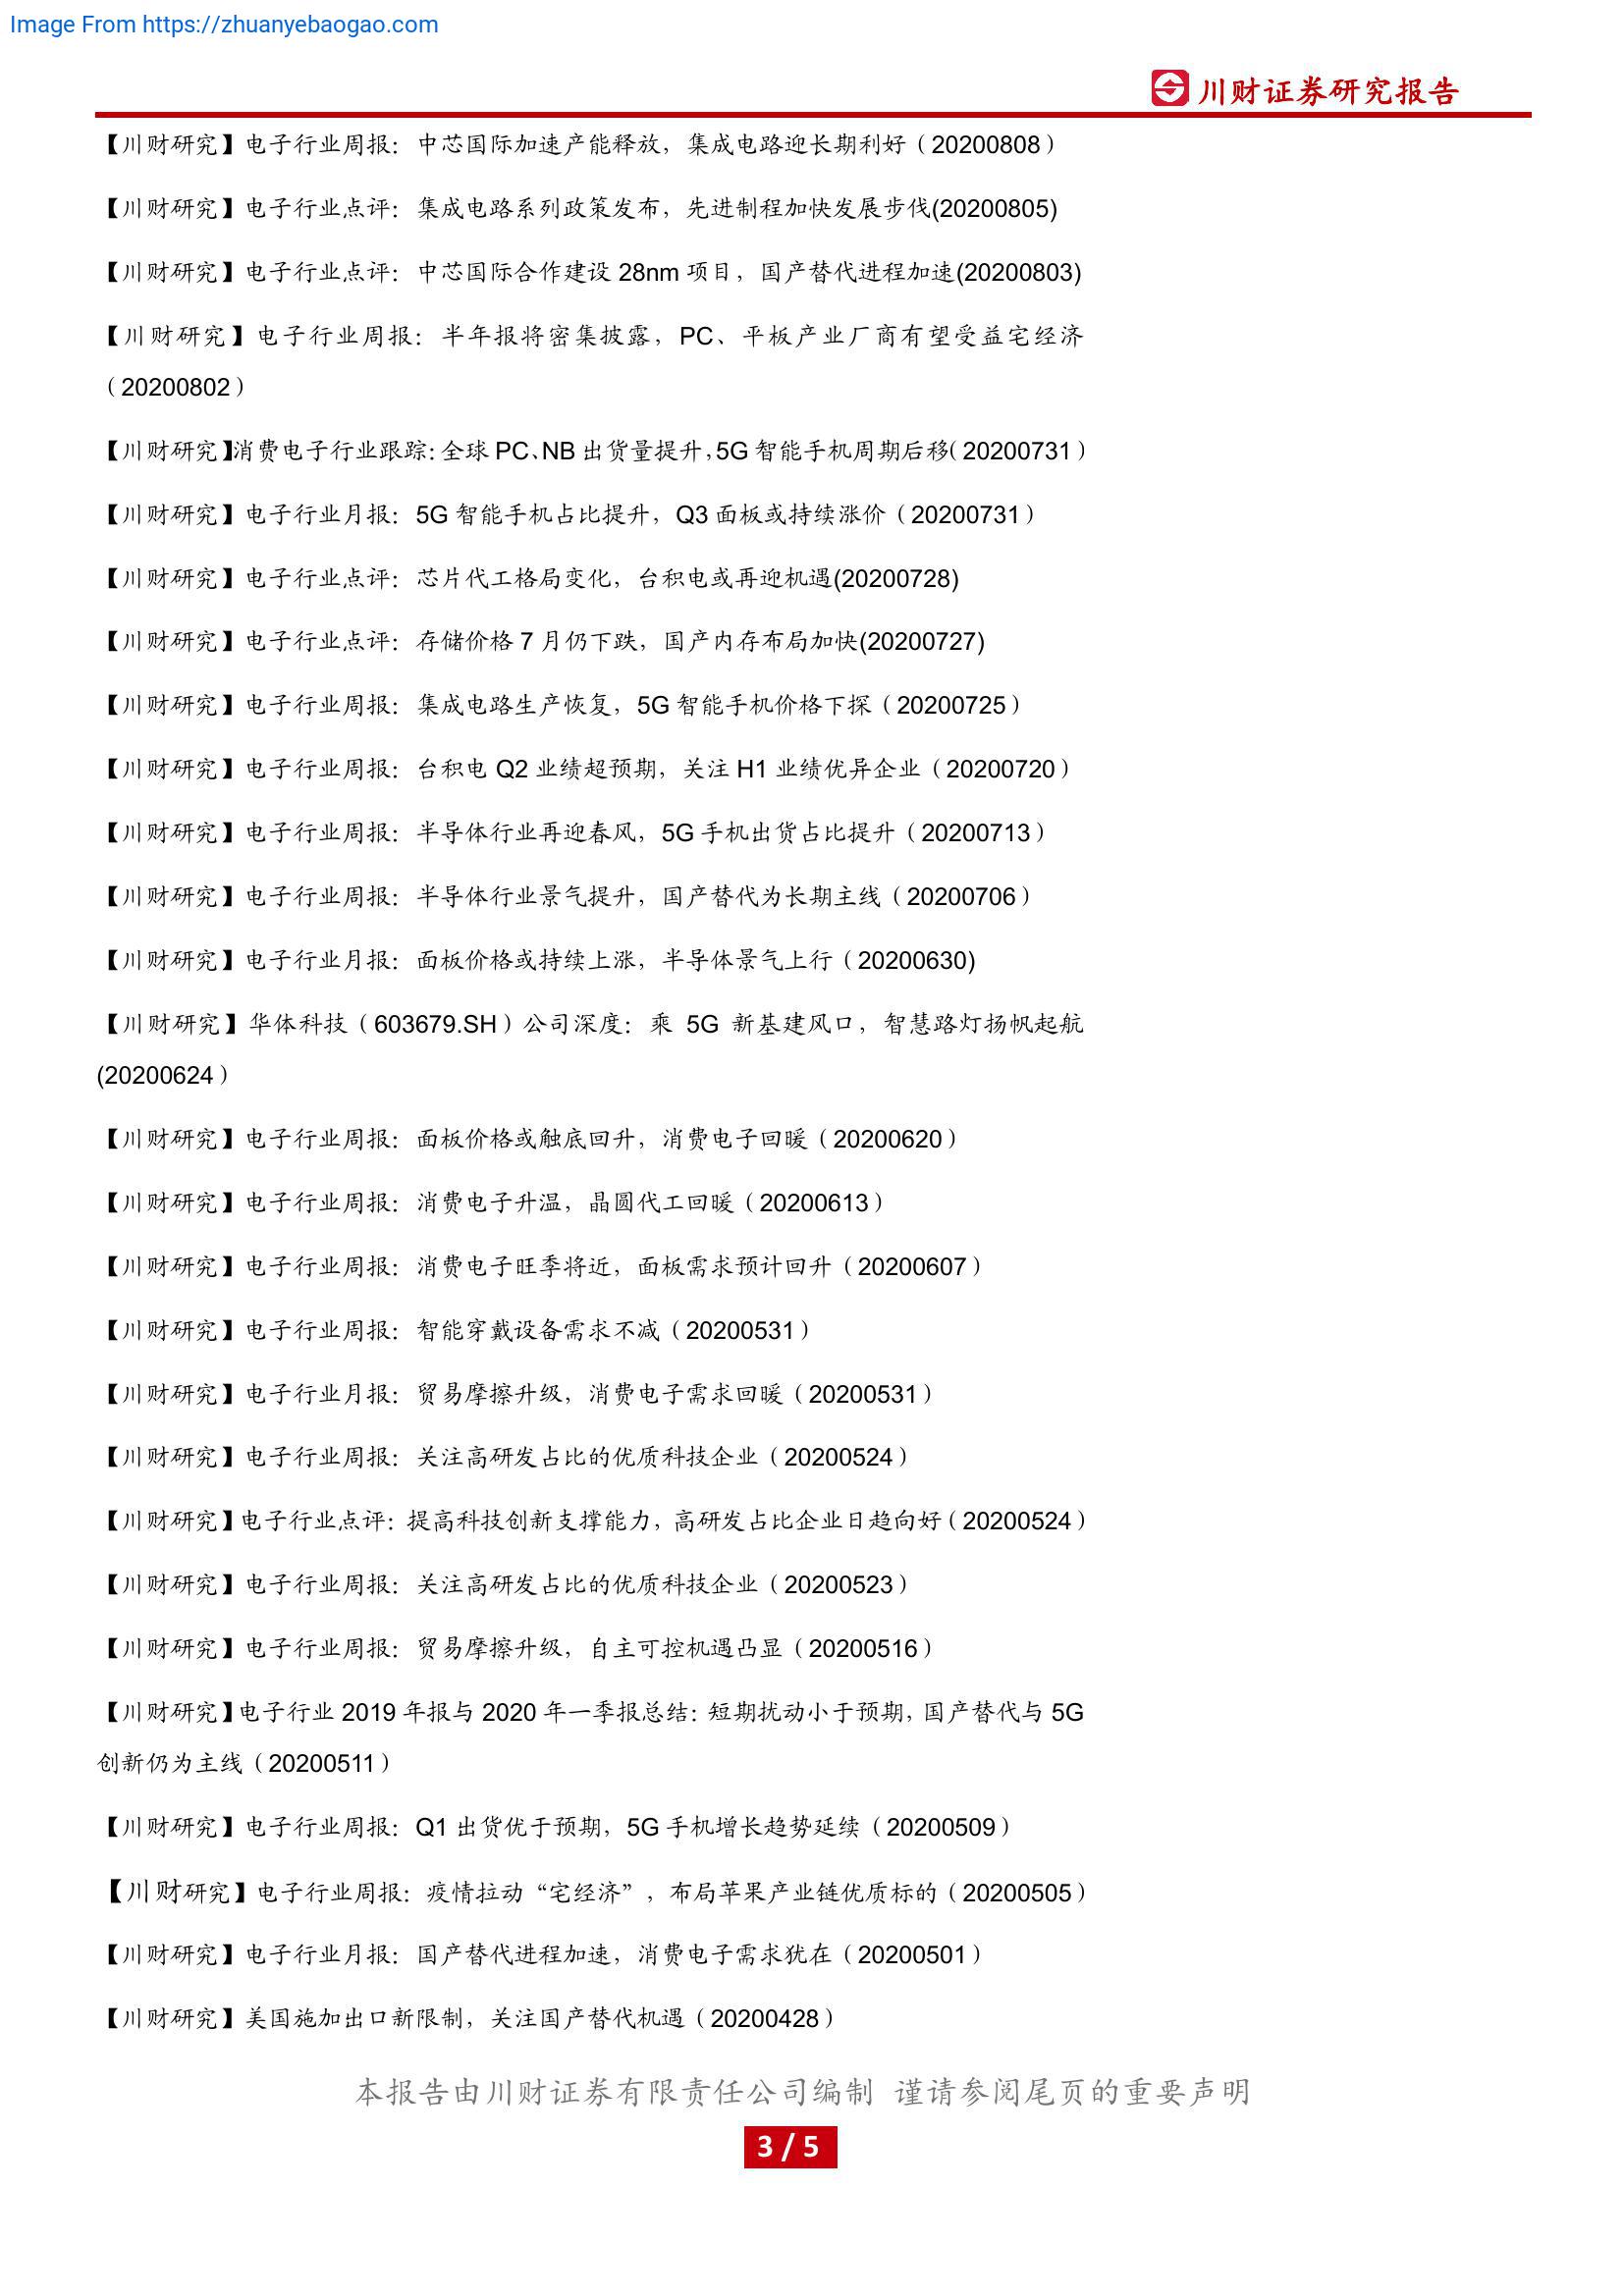 Image From https://zhuanyebaogao.com
川财证券研究报告
【川财研究】电子行业周报：中芯国际加速产能释放，集成电路迎长期利好（20200808）
【川财研究】电子行业点评：集成电路系列政策发布，先进制程加快发展步伐(20200805)
【川财研究】电子行业点评：中芯国际合作建设 28nm 项目，国产替代进程加速(20200803)
【川财研究】电子行业周报：半年报将密集披露，PC、平板产业厂商有望受益宅经济
（20200802）
【川财研究】消费电子行业跟踪：全球 PC、NB 出货量提升，5G 智能手机周期后移（20200731）
【川财研究】电子行业月报：5G 智能手机占比提升，Q3 面板或持续涨价（20200731）
【川财研究】电子行业点评：芯片代工格局变化，台积电或再迎机遇(20200728)
【川财研究】电子行业点评：存储价格 7 月仍下跌，国产内存布局加快(20200727)
【川财研究】电子行业周报：集成电路生产恢复，5G 智能手机价格下探（20200725）
【川财研究】电子行业周报：台积电 Q2 业绩超预期，关注 H1 业绩优异企业（20200720）
【川财研究】电子行业周报：半导体行业再迎春风，5G 手机出货占比提升（20200713）
【川财研究】电子行业周报：半导体行业景气提升，国产替代为长期主线（20200706）
【川财研究】电子行业月报：面板价格或持续上涨，半导体景气上行（20200630)
【川财研究】华体科技（603679.SH）公司深度：乘 5G 新基建风口，智慧路灯扬帆起航
(20200624）
【川财研究】电子行业周报：面板价格或触底回升，消费电子回暖（20200620）
【川财研究】电子行业周报：消费电子升温，晶圆代工回暖（20200613）
【川财研究】电子行业周报：消费电子旺季将近，面板需求预计回升（20200607）
【川财研究】电子行业周报：智能穿戴设备需求不减（20200531）
【川财研究】电子行业月报：贸易摩擦升级，消费电子需求回暖（20200531）
【川财研究】电子行业周报：关注高研发占比的优质科技企业（20200524）
【川财研究】电子行业点评：提高科技创新支撑能力，高研发占比企业日趋向好（20200524）
【川财研究】电子行业周报：关注高研发占比的优质科技企业（20200523）
【川财研究】电子行业周报：贸易摩擦升级，自主可控机遇凸显（20200516）
【川财研究】电子行业 2019 年报与 2020 年一季报总结：短期扰动小于预期，国产替代与 5G
创新仍为主线（20200511）
【川财研究】电子行业周报：Q1 出货优于预期，5G 手机增长趋势延续（20200509）
【川财研究】电子行业周报：疫情拉动“宅经济”，布局苹果产业链优质标的（20200505）
【川财研究】电子行业月报：国产替代进程加速，消费电子需求犹在（20200501）
【川财研究】美国施加出口新限制，关注国产替代机遇（20200428）
本报告由川财证券有限责任公司编制 谨请参阅尾页的重要声明
3 / 5